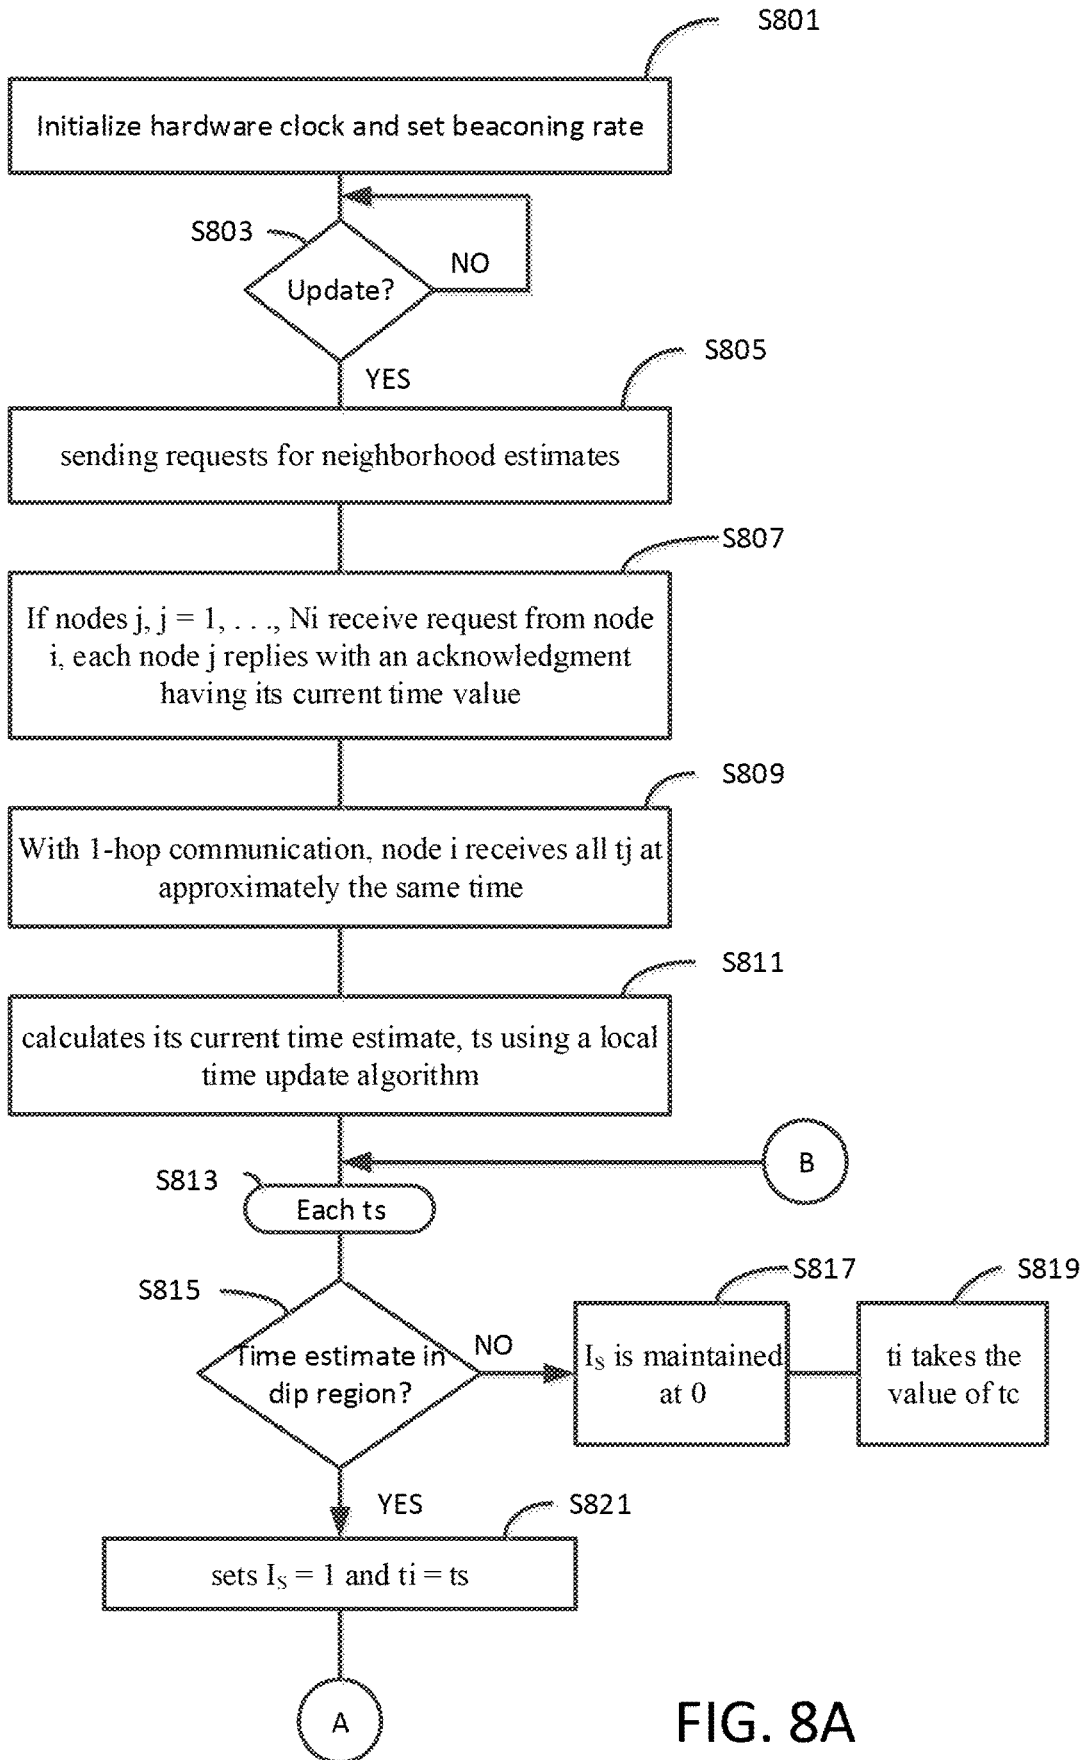 S801
Initialize hardware clock and set beaconing rate
S803
NO
Update?
YES
S805
sending requests for neighborhood estimates
S807
If nodes j, j = 1, . . ., Ni receive request from node
i, each node j replies with an acknowledgment
having its current time value
S809
With 1-hop communication, node i receives all tj at
approximately the same time
S811
calculates its current time estimate, ts using a local
time update algorithm
B
S813
Each ts
S815
Time estimate in
dip region?
NO
S817
I_S is maintained
at 0
S819
ti takes the
value of tc
YES
S821
sets I_S = 1 and ti = ts
A
FIG. 8A